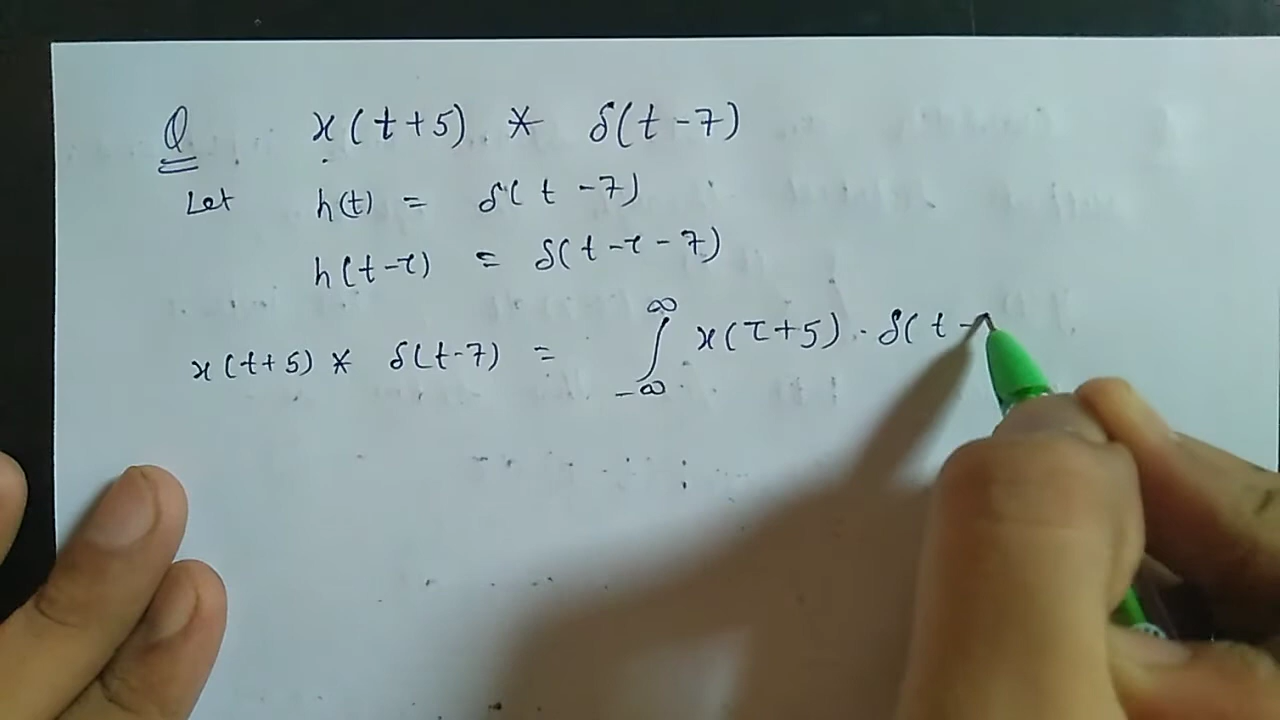 Q x(t+5) * δ(t-7)
Let h(t) = δ(t-7)
h(t-τ) = δ(t-τ-7)
x(t+5) * δ(t-7) = ∫_{-∞}^{∞} x(τ+5) . δ(t-